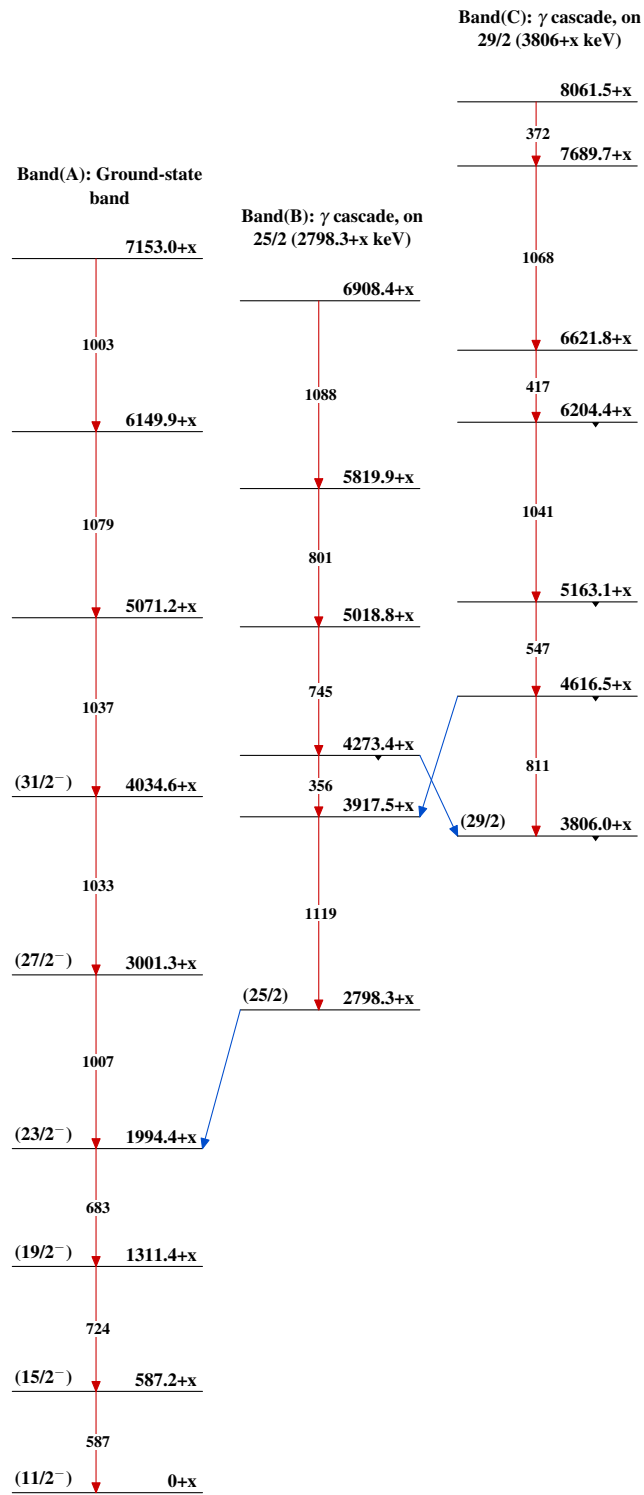 Band(A): Ground-state
band
7153.0+x
1003
6149.9+x
1079
5071.2+x
1037
(31/2⁻)
4034.6+x
1033
(27/2⁻)
3001.3+x
1007
(23/2⁻)
1994.4+x
683
(19/2⁻)
1311.4+x
724
(15/2⁻)
587.2+x
587
(11/2⁻)
0+x
Band(B): γ cascade, on
25/2 (2798.3+x keV)
6908.4+x
1088
5819.9+x
801
5018.8+x
745
4273.4+x
356
3917.5+x
1119
(25/2)
2798.3+x
Band(C): γ cascade, on
29/2 (3806+x keV)
8061.5+x
372
7689.7+x
1068
6621.8+x
417
6204.4+x
1041
5163.1+x
547
4616.5+x
811
(29/2)
3806.0+x